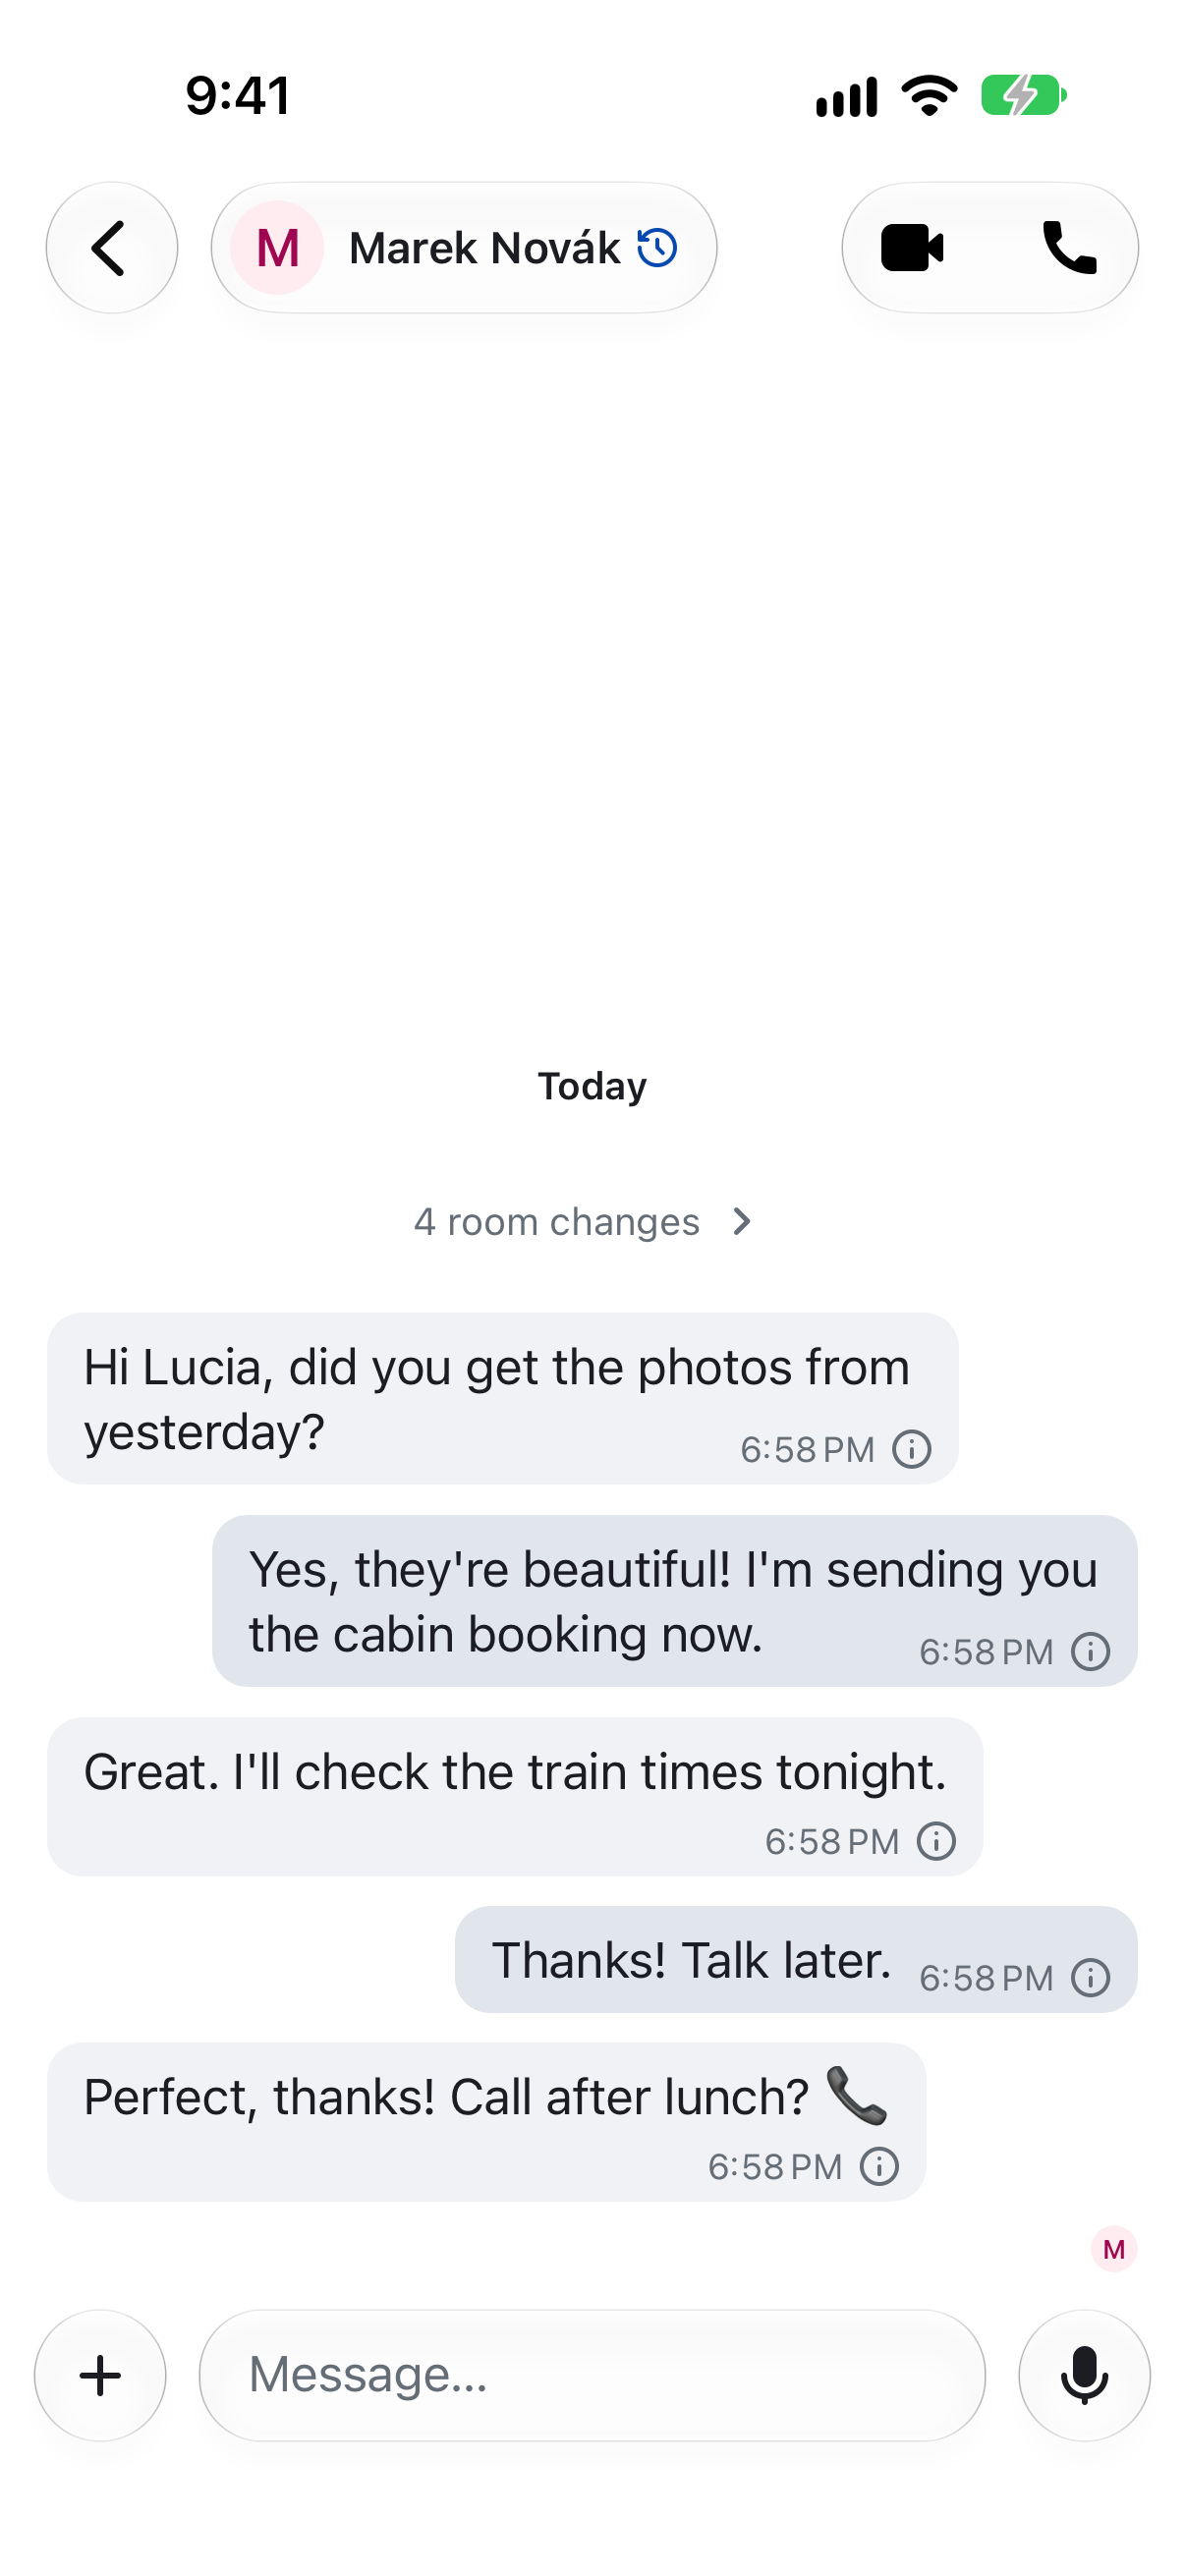 9:41
M Marek Novák
Today
4 room changes
Hi Lucia, did you get the photos from
yesterday?
6:58 PM
Yes, they're beautiful! I'm sending you
the cabin booking now.
6:58 PM
Great. I'll check the train times tonight.
6:58 PM
Thanks! Talk later. 6:58 PM
Perfect, thanks! Call after lunch? 📞
6:58 PM
M
Message...